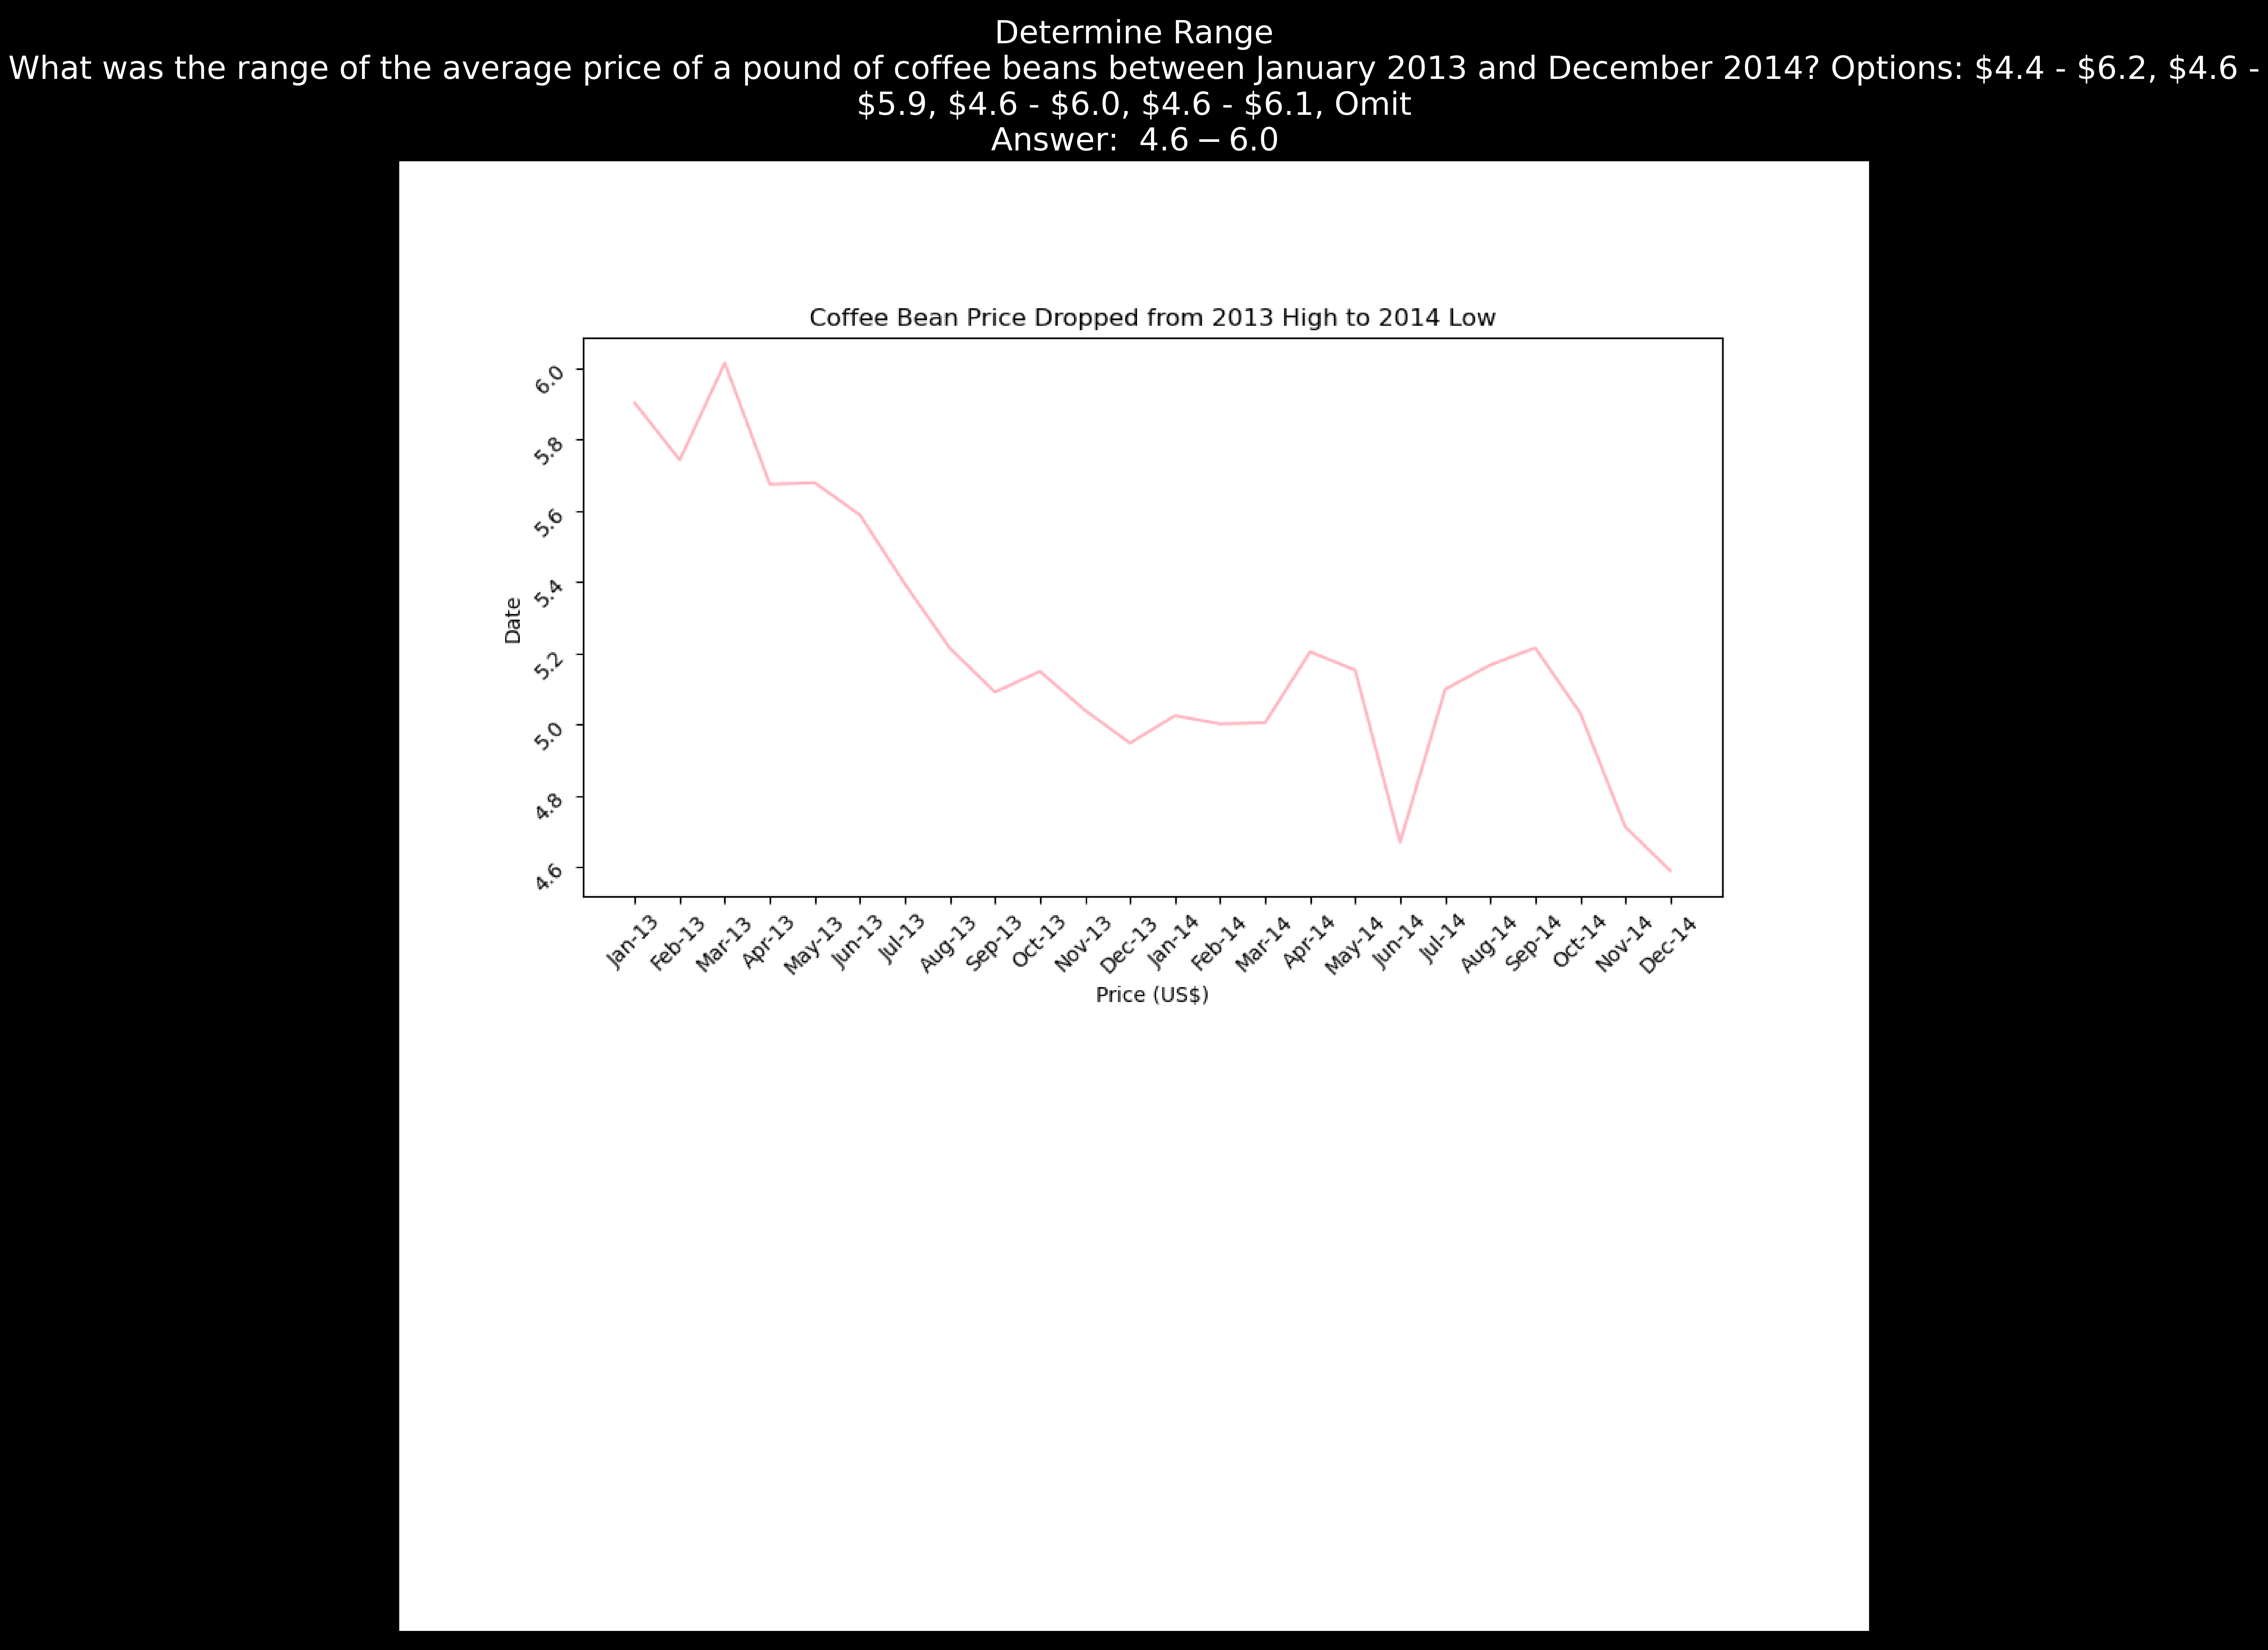 Determine Range
What was the range of the average price of a pound of coffee beans between January 2013 and December 2014? Options: $4.4 - $6.2, $4.6 -
$5.9, $4.6 - $6.0, $4.6 - $6.1, Omit
Answer:  4.6 − 6.0
Coffee Bean Price Dropped from 2013 High to 2014 Low
6.0
5.8
5.6
5.4
5.2
5.0
4.8
4.6
Date
Jan-13 Feb-13 Mar-13 Apr-13 May-13 Jun-13 Jul-13 Aug-13 Sep-13 Oct-13 Nov-13 Dec-13 Jan-14 Feb-14 Mar-14 Apr-14 May-14 Jun-14 Jul-14 Aug-14 Sep-14 Oct-14 Nov-14 Dec-14
Price (US$)